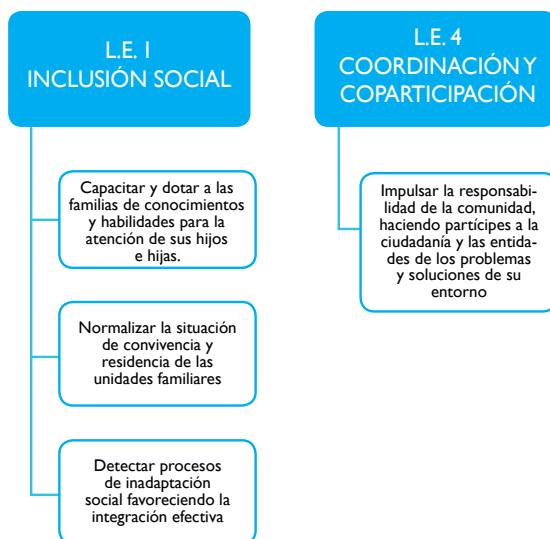 L.E. 1
INCLUSIÓN SOCIAL
Capacitar y dotar a las
familias de conocimientos
y habilidades para la
atención de sus hijos
e hijas.
Normalizar la situación
de convivencia y
residencia de las
unidades familiares
Detectar procesos
de inadaptación
social favoreciendo la
integración efectiva
L.E. 4
COORDINACIÓN Y
COPARTICIPACIÓN
Impulsar la responsabi-
lidad de la comunidad,
haciendo partícipes a la
ciudadanía y las entida-
des de los problemas
y soluciones de su
entorno